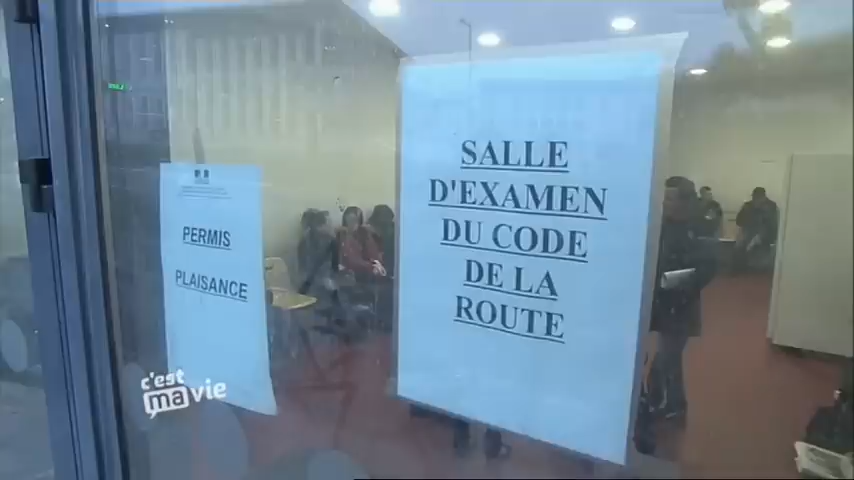 PERMIS
PLAISANCE
SALLE
D'EXAMEN
DU CODE
DE LA
ROUTE
c'est
ma vie